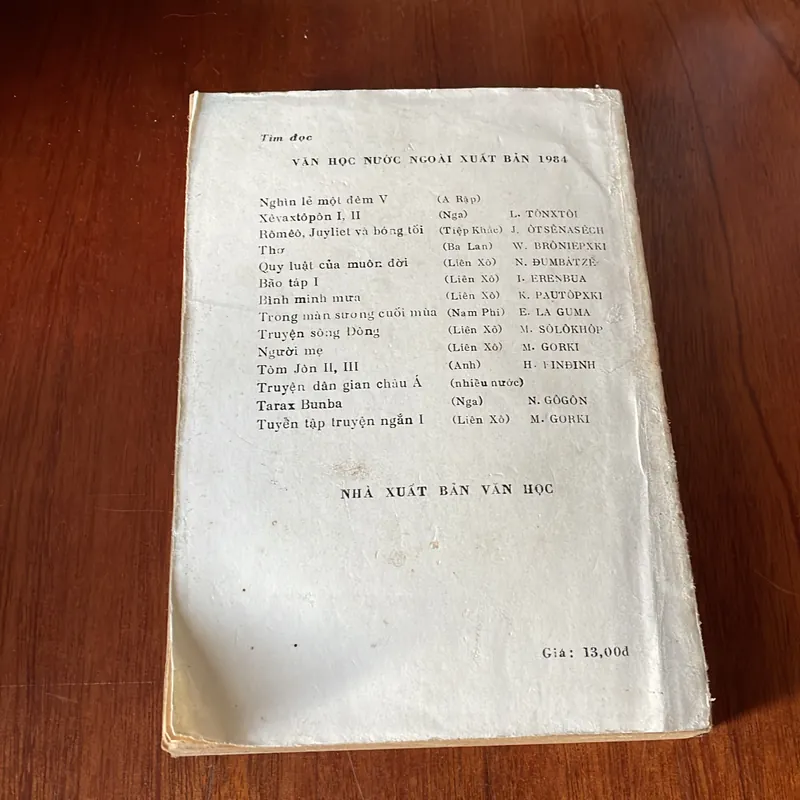 Tìm đọc
VĂN HỌC NƯỚC NGOÀI XUẤT BẢN 1984
Nghìn lẻ một đêm V (A Rập)
Xêvaxtôpôn I, II (Nga) L. TÔNXTÔI
Rômêô, Juyliet và bóng tối (Tiệp Khắc) J. ÔTSÊNASÊCH
Thơ (Ba Lan) W. BRÔNIEPXKI
Quy luật của muôn đời (Liên Xô) N. ĐUMBATZÊ
Bão táp I (Liên Xô) I. ERENBUA
Bình minh mưa (Liên Xô) K. PAUTÔPXKI
Trong màn sương cuối mùa (Nam Phi) E. LA GUMA
Truyện sông Đông (Liên Xô) M. SÔLÔKHÔP
Người mẹ (Liên Xô) M. GORKI
Tôm Jôn II, III (Anh) H. FINĐINH
Truyện dân gian châu Á (nhiều nước)
Tarax Bunba (Nga) N. GÔGÔN
Tuyển tập truyện ngắn I (Liên Xô) M. GORKI
NHÀ XUẤT BẢN VĂN HỌC
Giá: 13,00đ